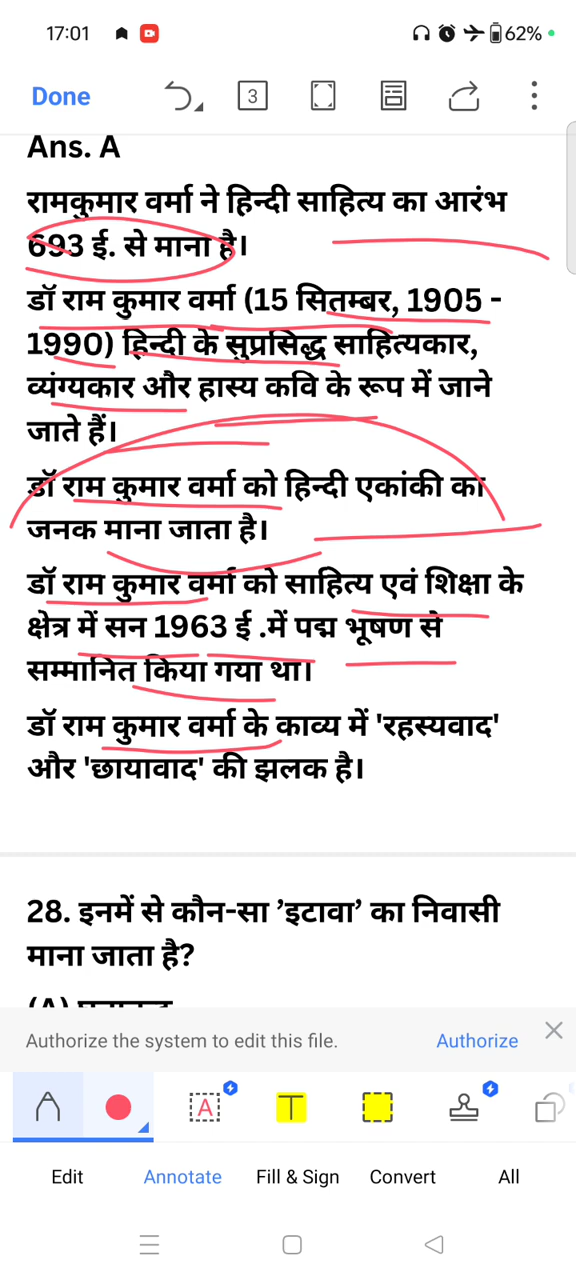 17:01
62%
Done
3
Ans. A
रामकुमार वर्मा ने हिन्दी साहित्य का आरंभ
693 ई. से माना है।
डॉ राम कुमार वर्मा (15 सितम्बर, 1905 -
1990) हिन्दी के सुप्रसिद्ध साहित्यकार,
व्यंग्यकार और हास्य कवि के रूप में जाने
जाते हैं।
डॉ राम कुमार वर्मा को हिन्दी एकांकी का
जनक माना जाता है।
डॉ राम कुमार वर्मा को साहित्य एवं शिक्षा के
क्षेत्र में सन 1963 ई .में पद्म भूषण से
सम्मानित किया गया था।
डॉ राम कुमार वर्मा के काव्य में 'रहस्यवाद'
और 'छायावाद' की झलक है।
28. इनमें से कौन-सा ’इटावा’ का निवासी
माना जाता है?
(A)
Authorize the system to edit this file.
Authorize
A
T
Edit
Annotate
Fill & Sign
Convert
All